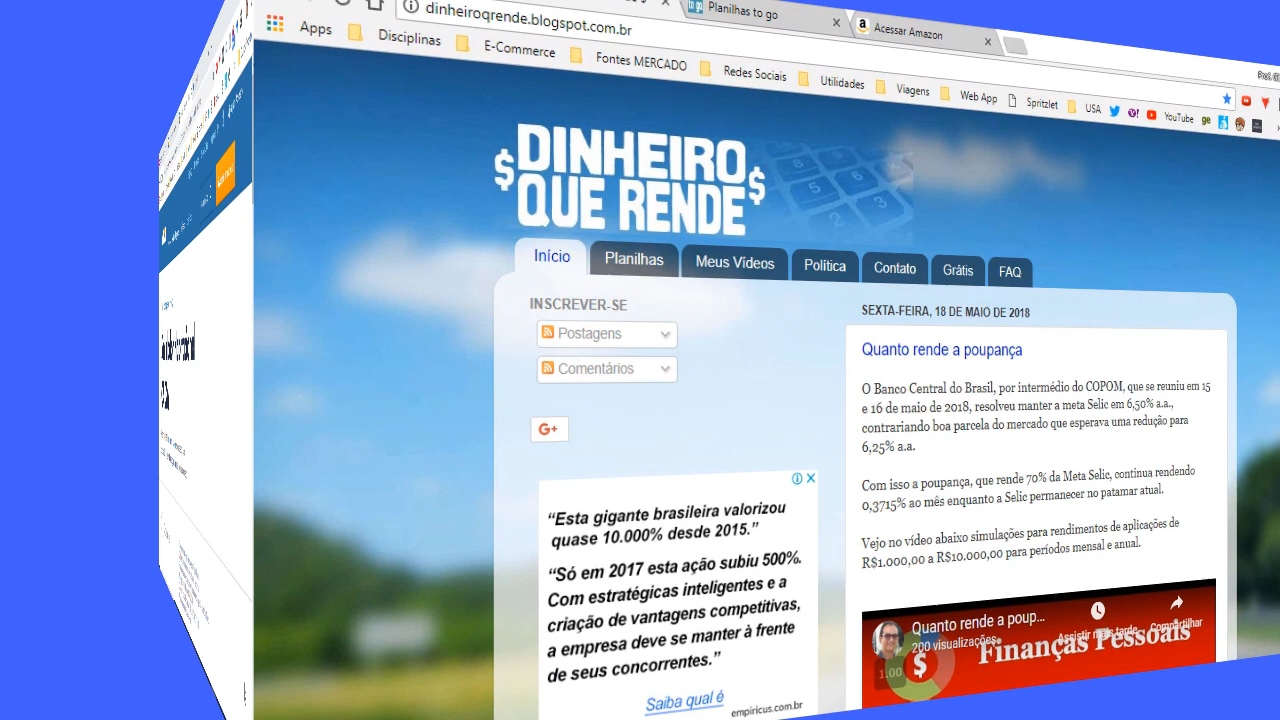 dinheiroqrende.blogspot.com.br
Planilhas to go
Acessar Amazon
Apps
Disciplinas
E-Commerce
Fontes MERCADO
Redes Sociais
Utilidades
Viagens
Web App
Spritzlet
USA
YouTube
$DINHEIRO
QUE RENDE$
Início
Planilhas
Meus Vídeos
Política
Contato
Grátis
FAQ
INSCREVER-SE
Postagens
Comentários
G+
“Esta gigante brasileira valorizou
quase 10.000% desde 2015.”
“Só em 2017 esta ação subiu 500%.
Com estratégicas inteligentes e a
criação de vantagens competitivas,
a empresa deve se manter à frente
de seus concorrentes.”
Saiba qual é
empiricus.com.br
SEXTA-FEIRA, 18 DE MAIO DE 2018
Quanto rende a poupança
O Banco Central do Brasil, por intermédio do COPOM, que se reuniu em 15
e 16 de maio de 2018, resolveu manter a meta Selic em 6,50% a.a.,
contrariando boa parcela do mercado que esperava uma redução para
6,25% a.a.
Com isso a poupança, que rende 70% da Meta Selic, continua rendendo
0,3715% ao mês enquanto a Selic permanecer no patamar atual.
Vejo no vídeo abaixo simulações para rendimentos de aplicações de
R$1.000,00 a R$10.000,00 para períodos mensal e anual.
Quanto rende a poup...
200 visualizações
Assistir mais tarde
Compartilhar
Finanças Pessoais
1.00
$